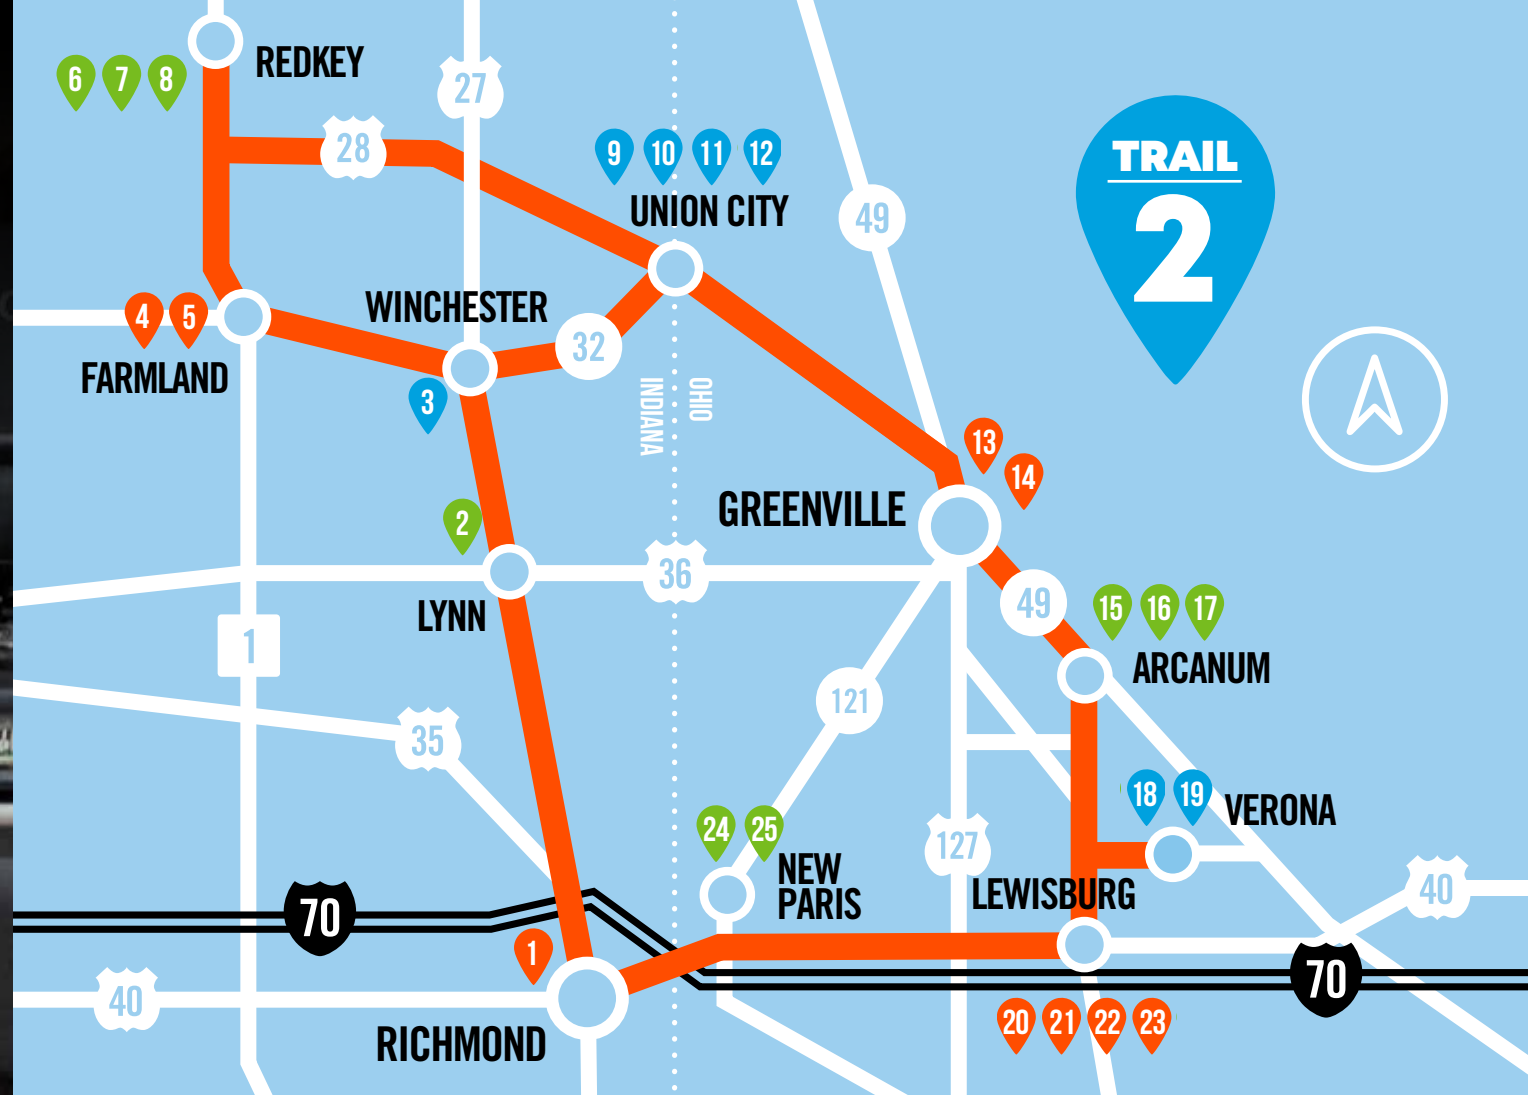 REDKEY
6 7 8
27
28
9 10 11 12
UNION CITY
49
TRAIL
2
4 5
FARMLAND
WINCHESTER
32
3
INDIANA
OHIO
13
14
GREENVILLE
2
LYNN
36
49
15 16 17
ARCANUM
1
35
121
18 19
VERONA
24 25
NEW
PARIS
127
LEWISBURG
40
70
1
40
RICHMOND
70
20 21 22 23